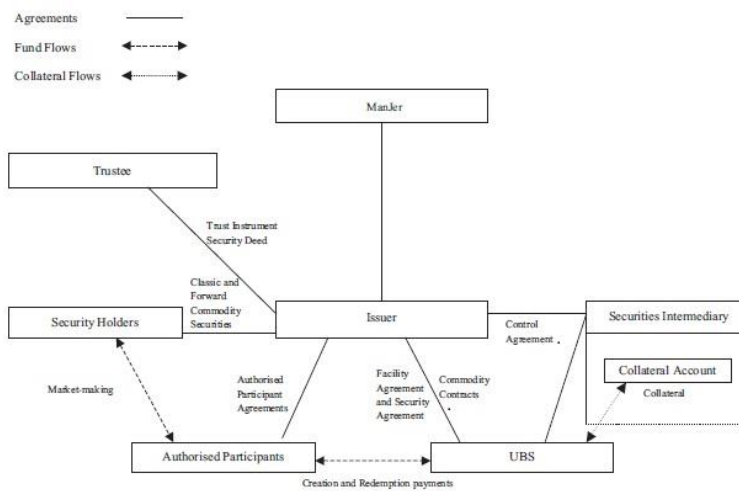 Agreements
Fund Flows
Collateral Flows
ManJer
Trustee
Trust Instrument
Security Deed
Classic and
Forward
Commodity
Securities
Security Holders
Issuer
Securities Intermediary
Control
Agreement
Collateral Account
Collateral
Market-making
Authorised
Participant
Agreements
Facility
Agreement
and Security
Agreement
Commodity
Contracts
Authorised Participants
UBS
Creation and Redemption payments